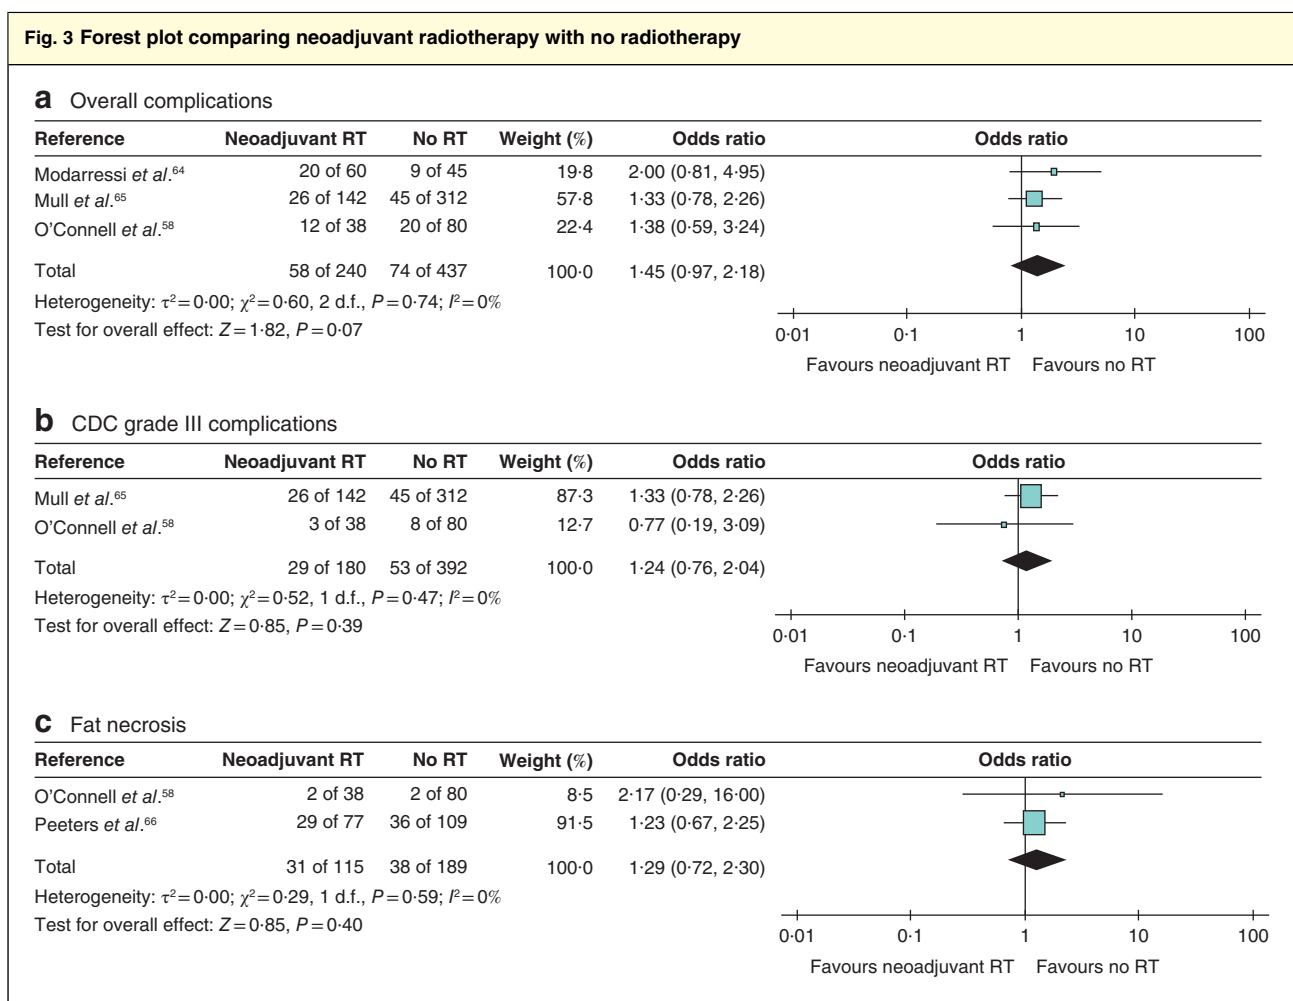 Fig. 3 Forest plot comparing neoadjuvant radiotherapy with no radiotherapy
a Overall complications
Reference Neoadjuvant RT No RT Weight (%) Odds ratio Odds ratio
Modarressi et al.64 20 of 60 9 of 45 19·8 2·00 (0·81, 4·95)
Mull et al.65 26 of 142 45 of 312 57·8 1·33 (0·78, 2·26)
O'Connell et al.58 12 of 38 20 of 80 22·4 1·38 (0·59, 3·24)
Total 58 of 240 74 of 437 100·0 1·45 (0·97, 2·18)
Heterogeneity: τ²=0·00; χ²=0·60, 2 d.f., P=0·74; I²=0%
Test for overall effect: Z=1·82, P=0·07
0·01 0·1 1 10 100
Favours neoadjuvant RT Favours no RT
b CDC grade III complications
Reference Neoadjuvant RT No RT Weight (%) Odds ratio Odds ratio
Mull et al.65 26 of 142 45 of 312 87·3 1·33 (0·78, 2·26)
O'Connell et al.58 3 of 38 8 of 80 12·7 0·77 (0·19, 3·09)
Total 29 of 180 53 of 392 100·0 1·24 (0·76, 2·04)
Heterogeneity: τ²=0·00; χ²=0·52, 1 d.f., P=0·47; I²=0%
Test for overall effect: Z=0·85, P=0·39
0·01 0·1 1 10 100
Favours neoadjuvant RT Favours no RT
c Fat necrosis
Reference Neoadjuvant RT No RT Weight (%) Odds ratio Odds ratio
O'Connell et al.58 2 of 38 2 of 80 8·5 2·17 (0·29, 16·00)
Peeters et al.66 29 of 77 36 of 109 91·5 1·23 (0·67, 2·25)
Total 31 of 115 38 of 189 100·0 1·29 (0·72, 2·30)
Heterogeneity: τ²=0·00; χ²=0·29, 1 d.f., P=0·59; I²=0%
Test for overall effect: Z=0·85, P=0·40
0·01 0·1 1 10 100
Favours neoadjuvant RT Favours no RT